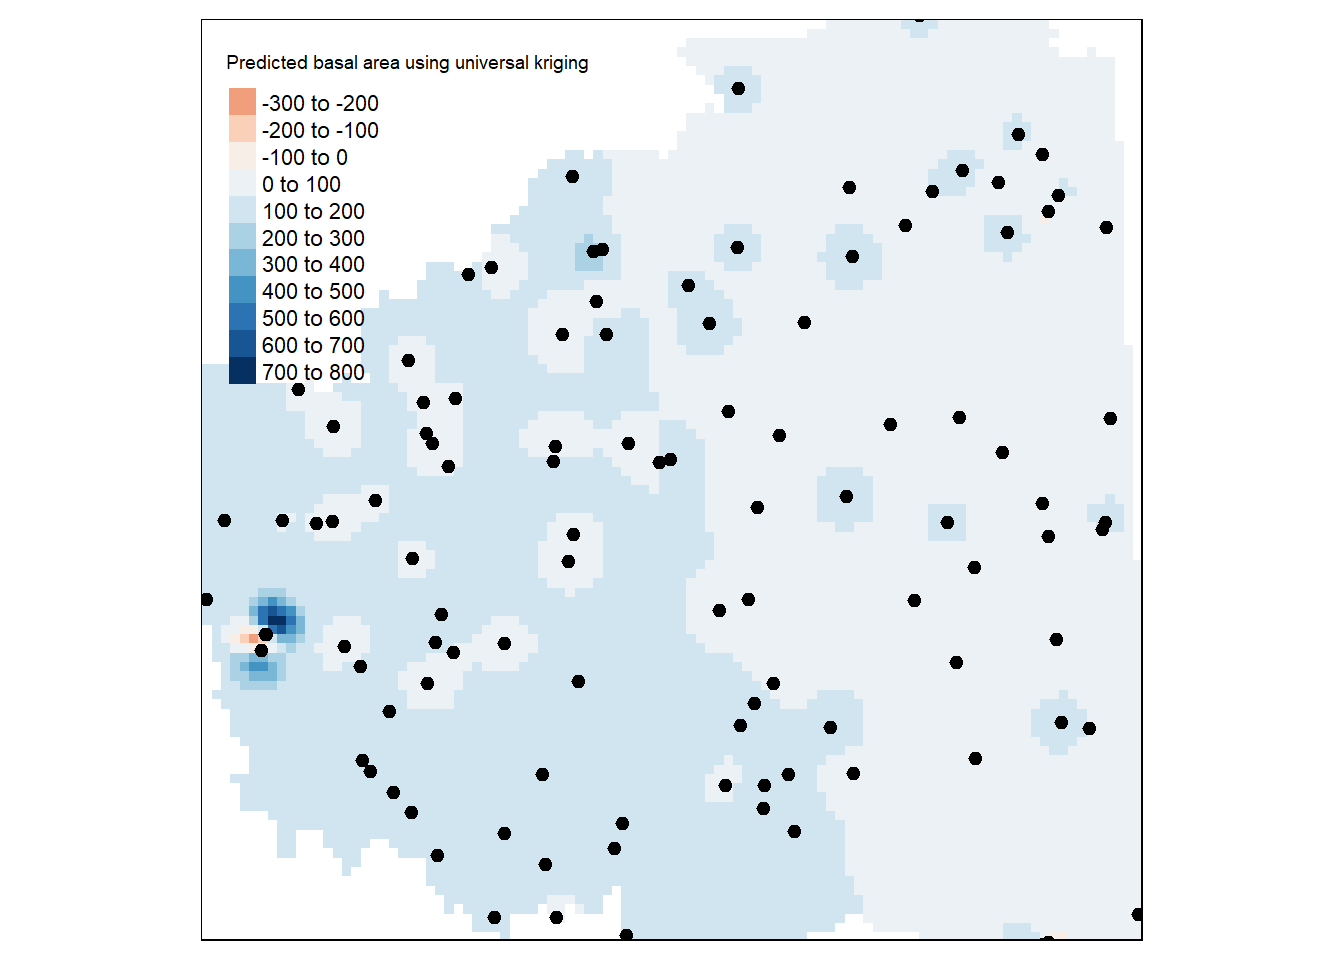 Predicted basal area using universal kriging
-300 to -200
-200 to -100
-100 to 0
0 to 100
100 to 200
200 to 300
300 to 400
400 to 500
500 to 600
600 to 700
700 to 800